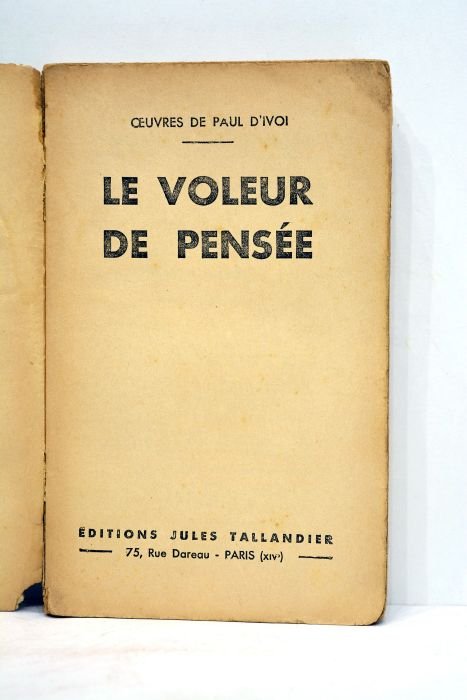 ŒUVRES DE PAUL D'IVOI
LE VOLEUR
DE PENSÉE
ÉDITIONS JULES TALLANDIER
75, Rue Dareau - PARIS (XIVᵉ)